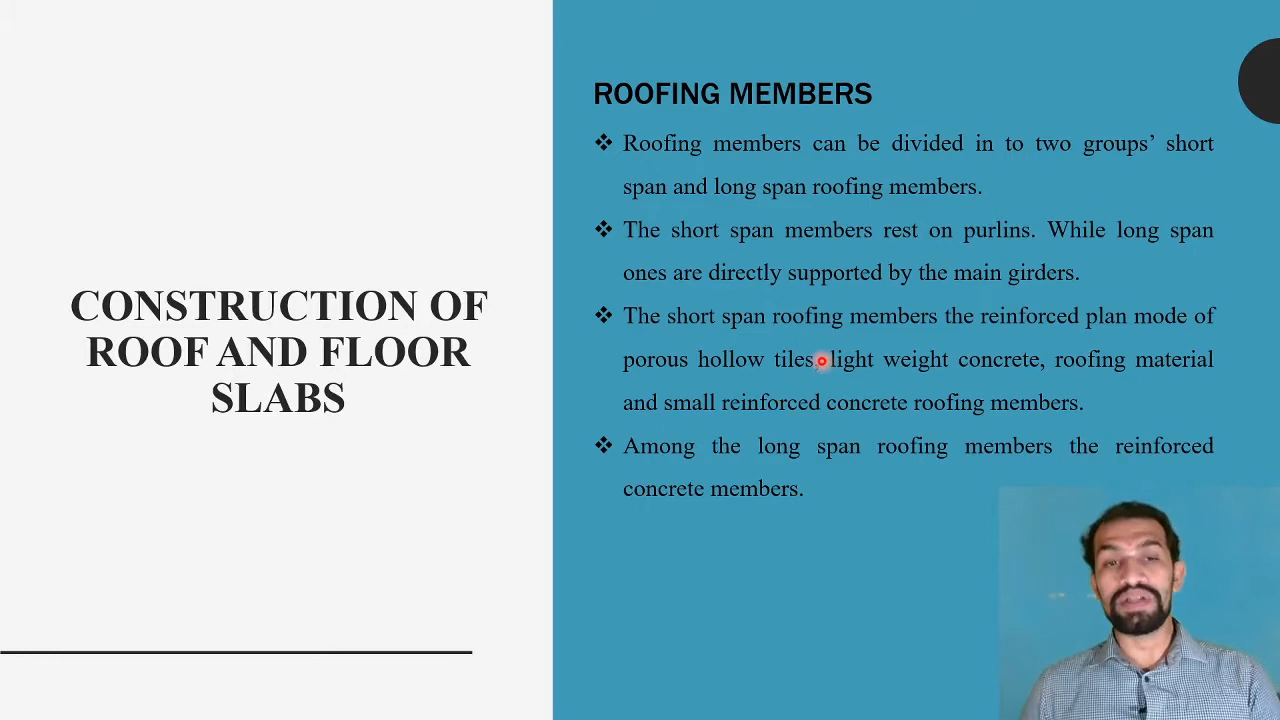 CONSTRUCTION OF
ROOF AND FLOOR
SLABS
ROOFING MEMBERS
❖ Roofing members can be divided in to two groups’ short
span and long span roofing members.
❖ The short span members rest on purlins. While long span
ones are directly supported by the main girders.
❖ The short span roofing members the reinforced plan mode of
porous hollow tiles, light weight concrete, roofing material
and small reinforced concrete roofing members.
❖ Among the long span roofing members the reinforced
concrete members.